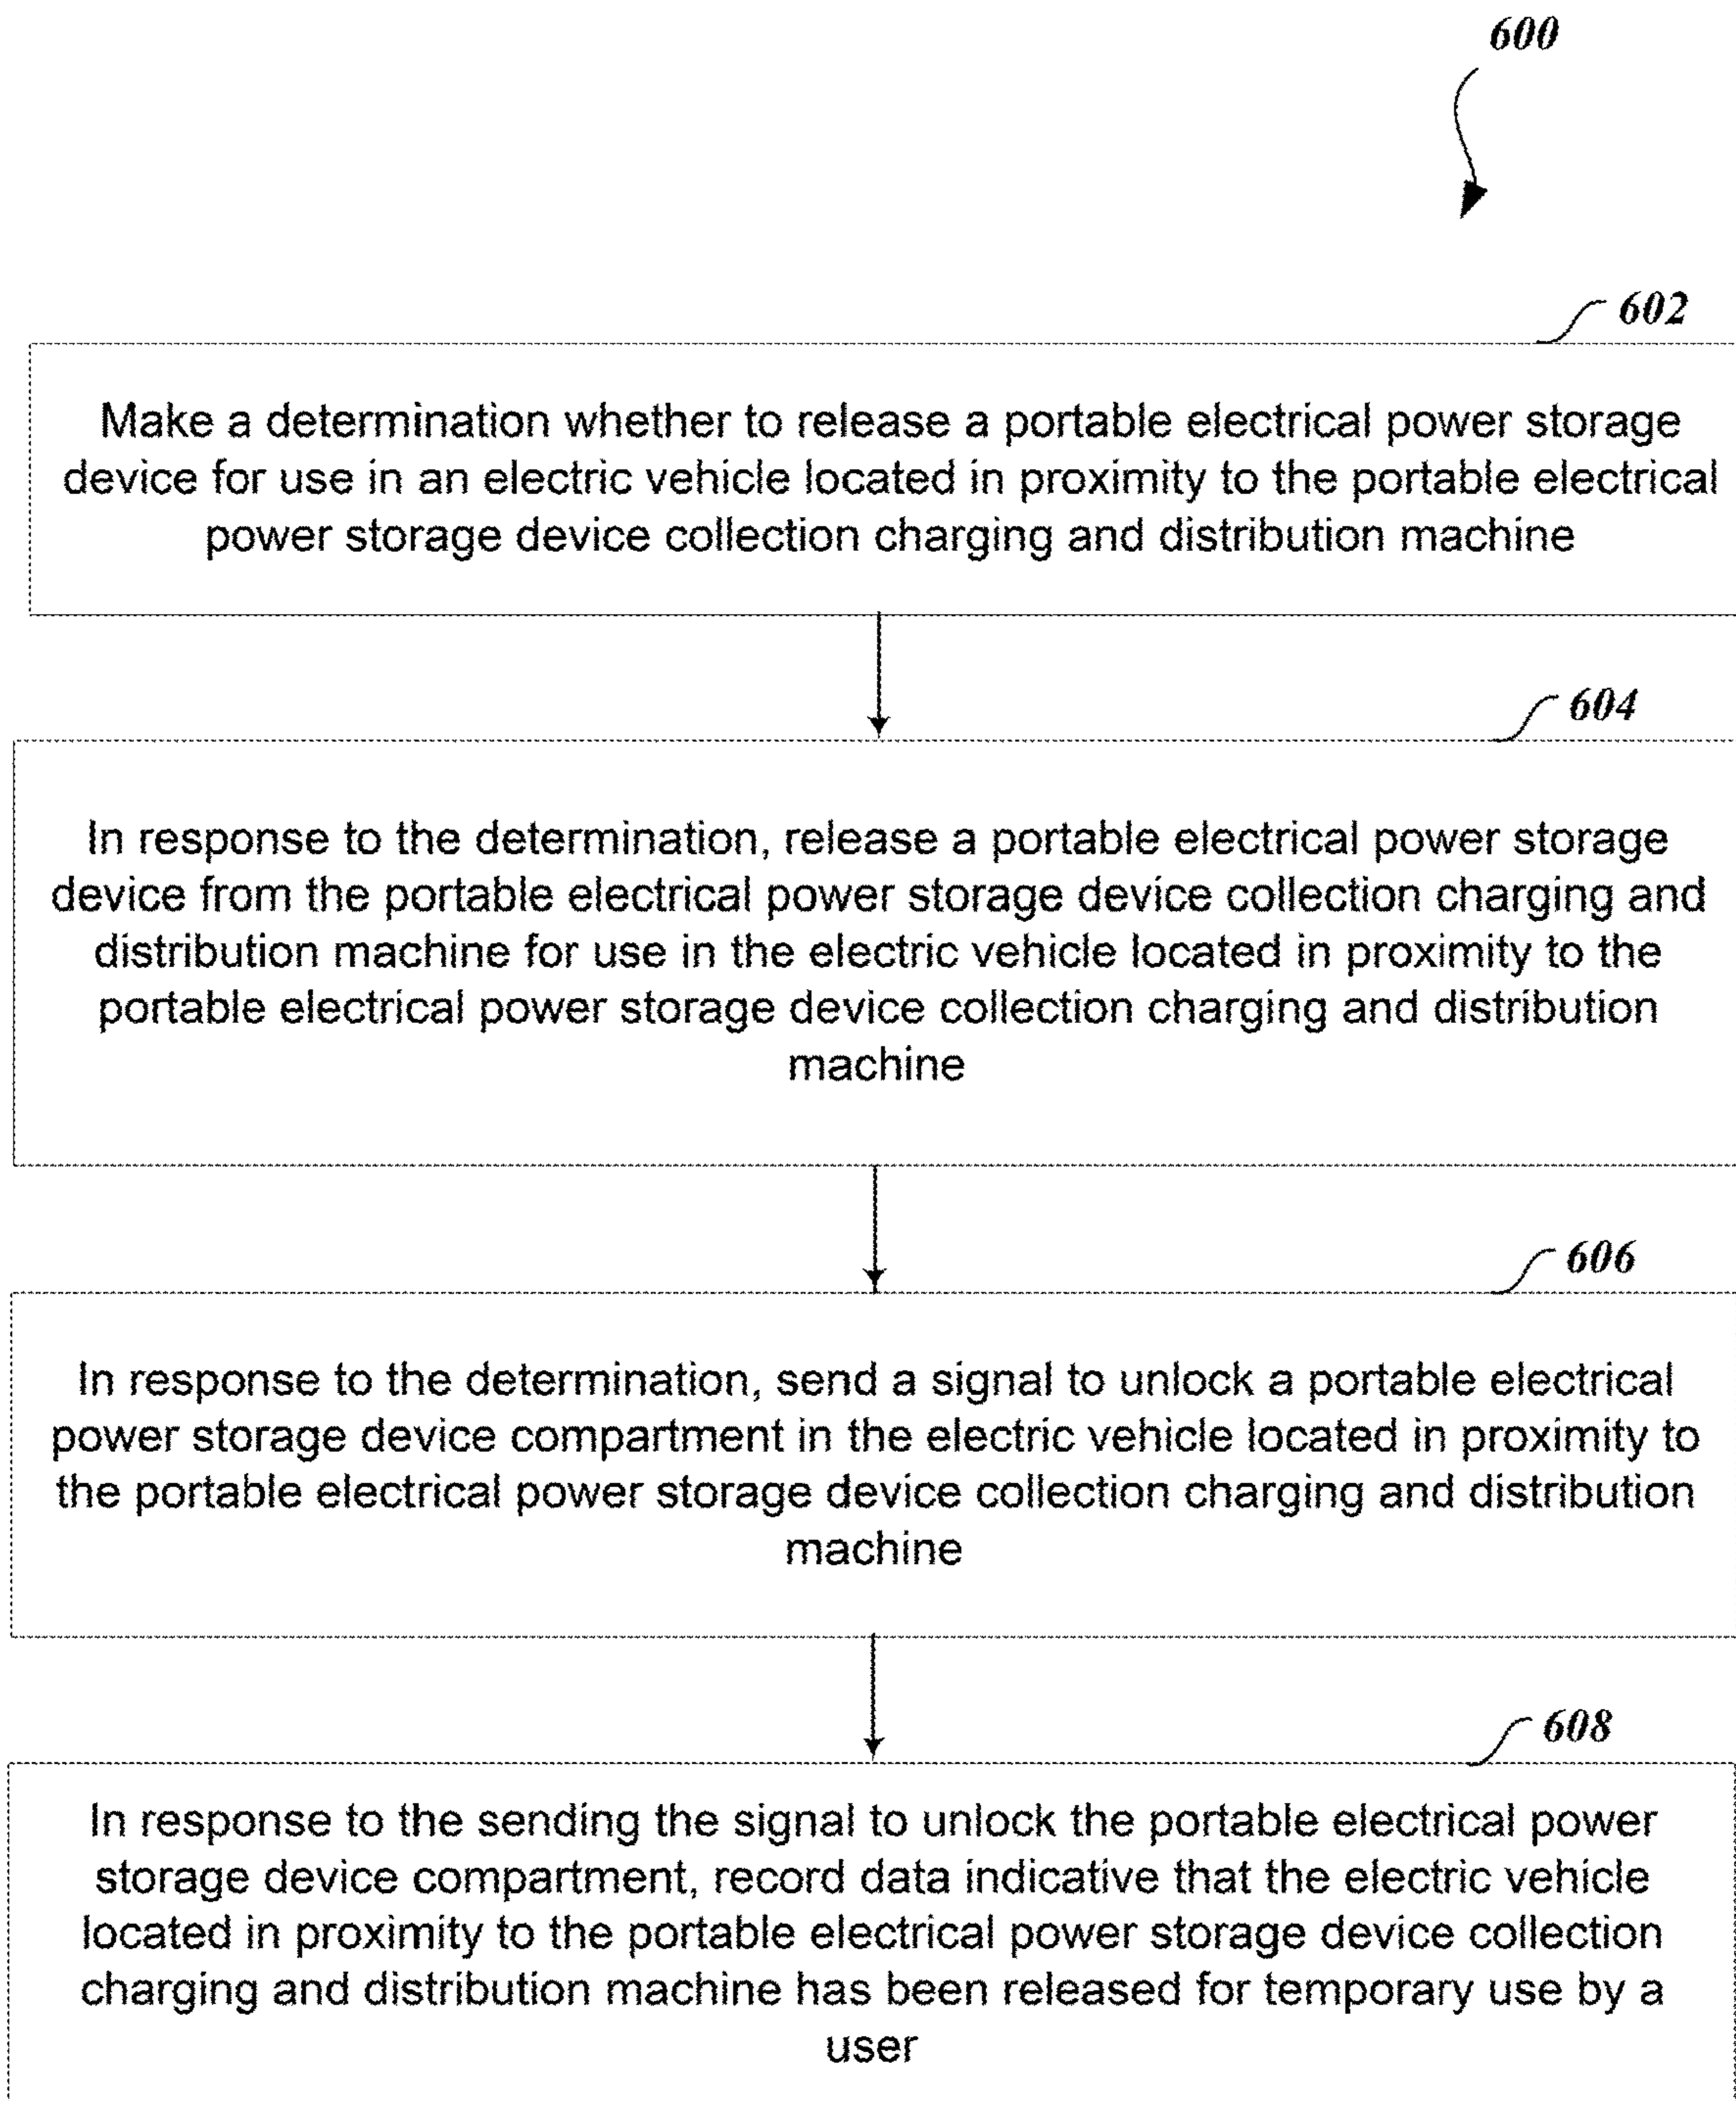 600
602
Make a determination whether to release a portable electrical power storage
device for use in an electric vehicle located in proximity to the portable electrical
power storage device collection charging and distribution machine
604
In response to the determination, release a portable electrical power storage
device from the portable electrical power storage device collection charging and
distribution machine for use in the electric vehicle located in proximity to the
portable electrical power storage device collection charging and distribution
machine
606
In response to the determination, send a signal to unlock a portable electrical
power storage device compartment in the electric vehicle located in proximity to
the portable electrical power storage device collection charging and distribution
machine
608
In response to the sending the signal to unlock the portable electrical power
storage device compartment, record data indicative that the electric vehicle
located in proximity to the portable electrical power storage device collection
charging and distribution machine has been released for temporary use by a
user